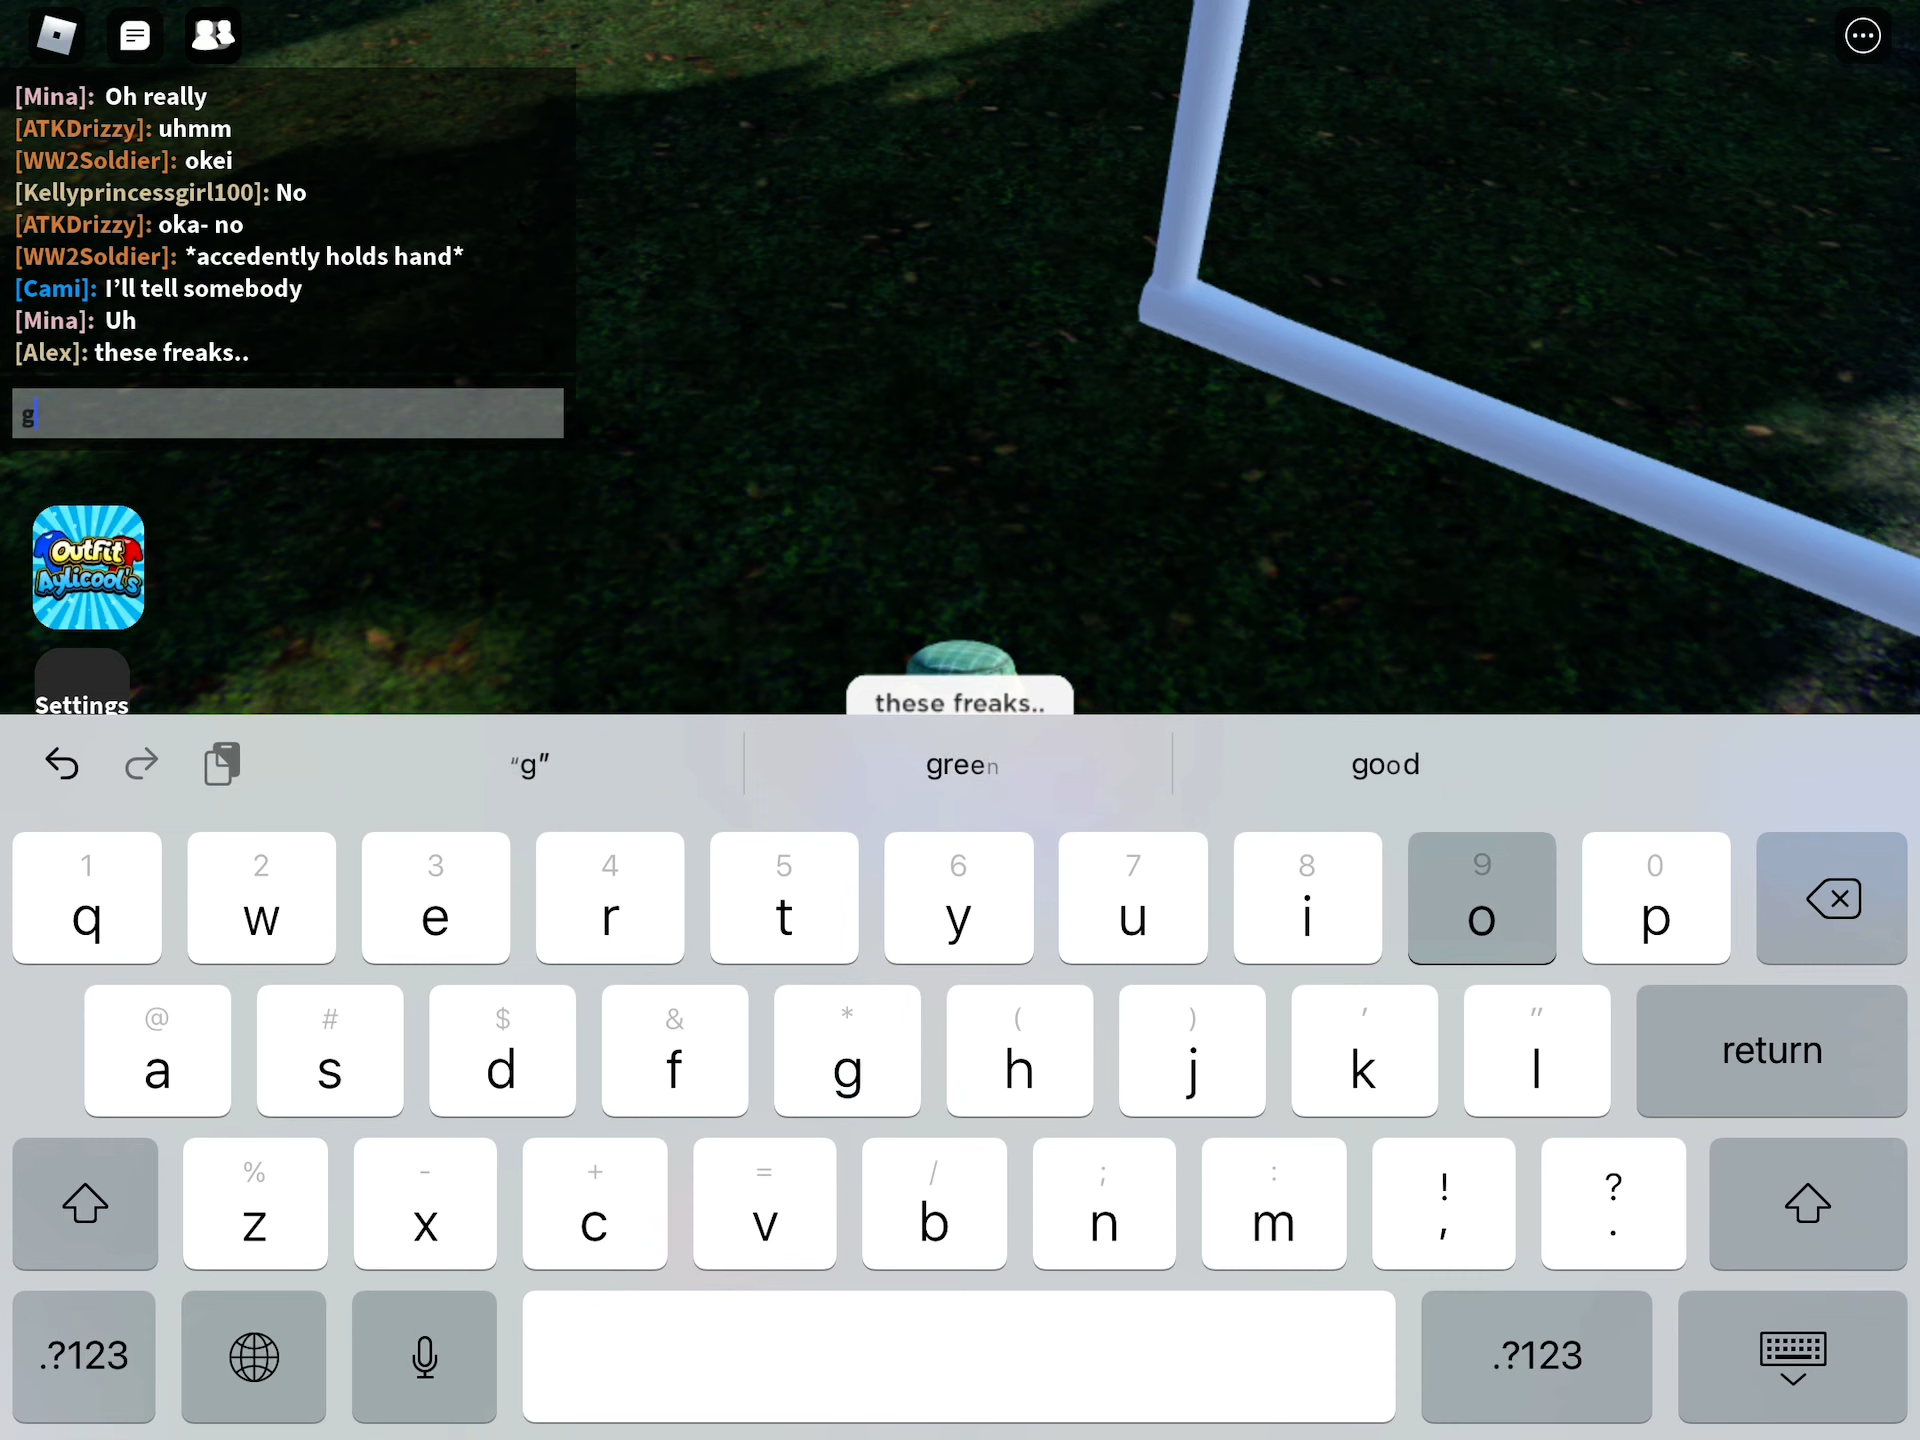 [Mina]: Oh really
[ATKDrizzy]: uhmm
[WW2Soldier]: okei
[Kellyprincessgirl100]: No
[ATKDrizzy]: oka- no
[WW2Soldier]: *accedently holds hand*
[Cami]: I’ll tell somebody
[Mina]: Uh
[Alex]: these freaks..
g
Outfit
Aylicool's
Settings
these freaks..
“g” green good
1 2 3 4 5 6 7 8 9 0
q w e r t y u i o p
@ # $ & * ( ) ' "
a s d f g h j k l return
% - + = / ; : ! ?
z x c v b n m , .
.?123 .?123